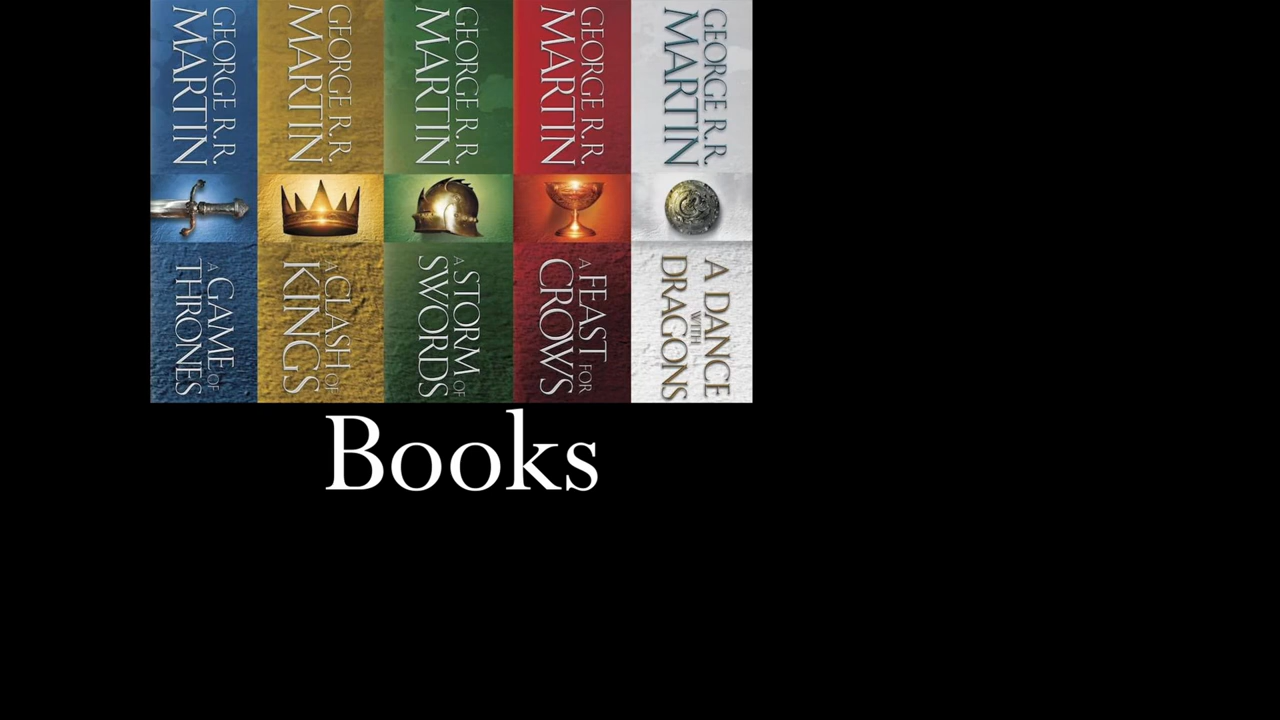 GEORGE R.R.
MARTIN
A GAME OF
THRONES
GEORGE R.R.
MARTIN
A CLASH OF
KINGS
GEORGE R.R.
MARTIN
A STORM OF
SWORDS
GEORGE R.R.
MARTIN
A FEAST FOR
CROWS
GEORGE R.R.
MARTIN
A DANCE
WITH
DRAGONS
Books